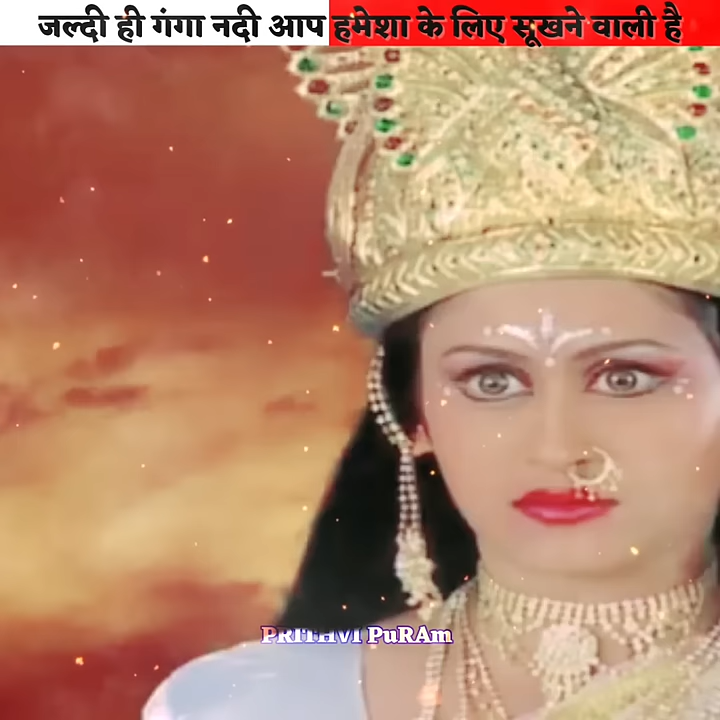 जल्दी ही गंगा नदी आप हमेशा के लिए सूखने वाली है
PRITHVI PuRAm